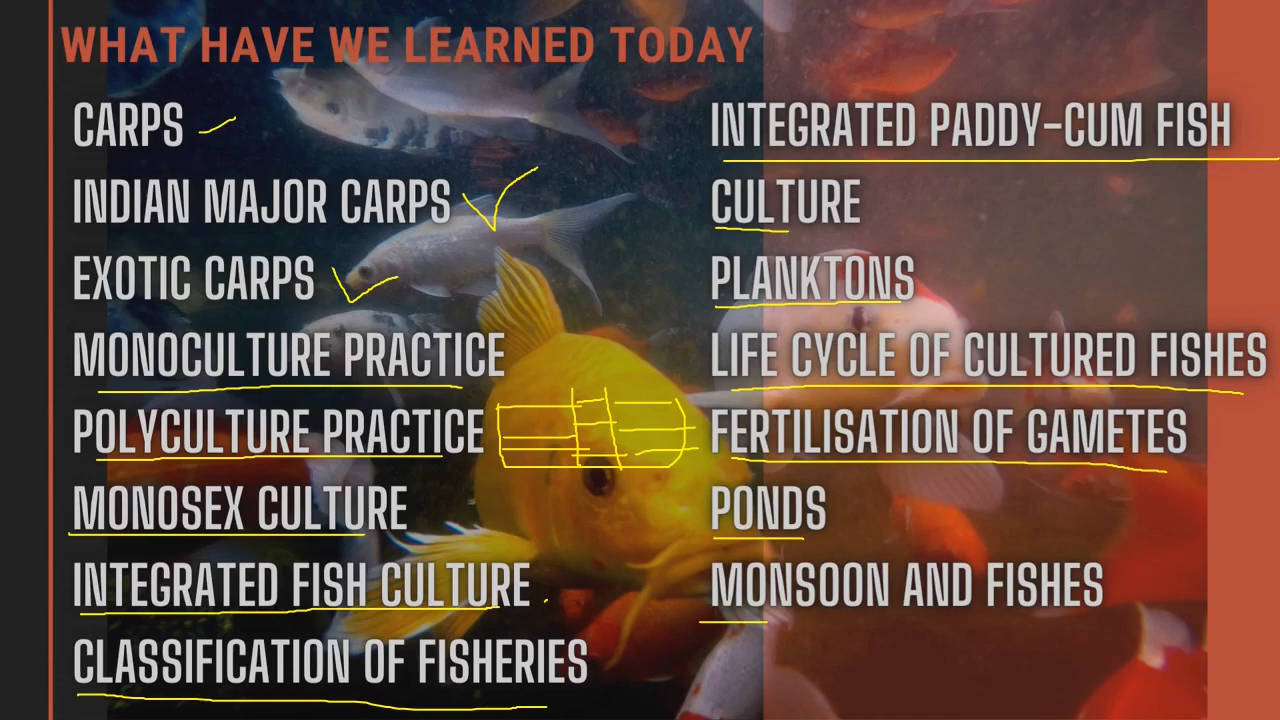 WHAT HAVE WE LEARNED TODAY
CARPS
INDIAN MAJOR CARPS
EXOTIC CARPS
MONOCULTURE PRACTICE
POLYCULTURE PRACTICE
MONOSEX CULTURE
INTEGRATED FISH CULTURE
CLASSIFICATION OF FISHERIES
INTEGRATED PADDY-CUM FISH
CULTURE
PLANKTONS
LIFE CYCLE OF CULTURED FISHES
FERTILISATION OF GAMETES
PONDS
MONSOON AND FISHES